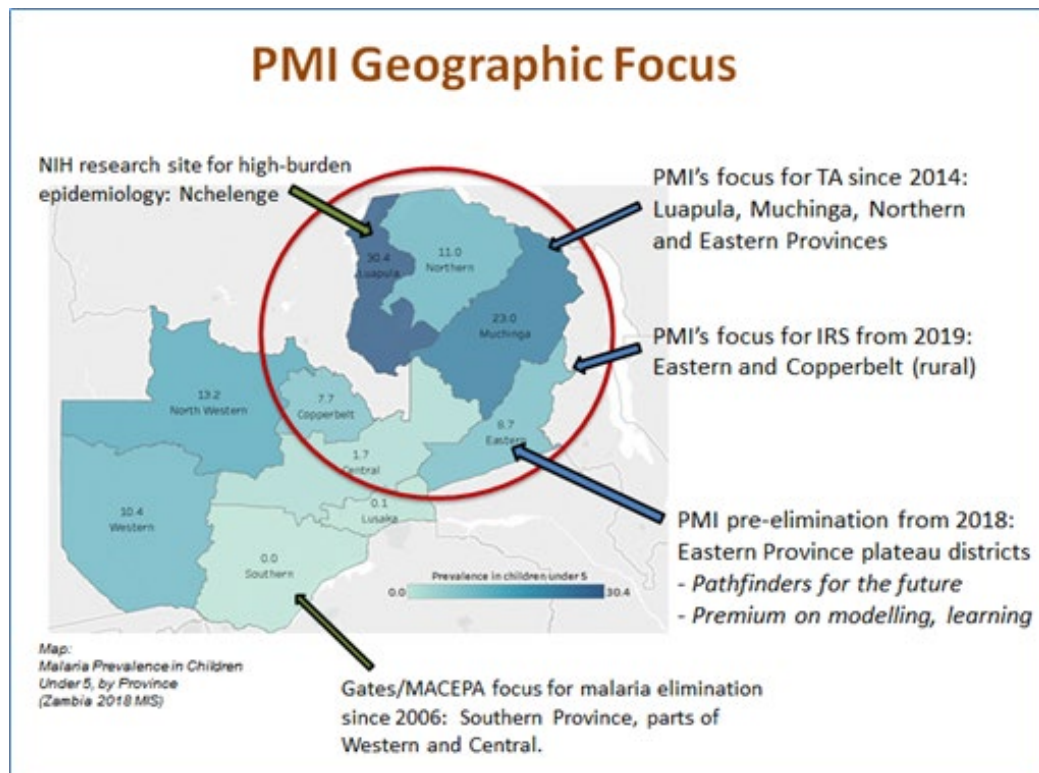 PMI Geographic Focus
NIH research site for high-burden
epidemiology: Nchelenge
PMI's focus for TA since 2014:
Luapula, Muchinga, Northern
and Eastern Provinces
30.4
Luapula
11.0
Northern
23.0
Muchinga
PMI's focus for IRS from 2019:
Eastern and Copperbelt (rural)
13.2
North Western
7.7
Copperbelt
8.7
Eastern
1.7
Central
10.4
Western
0.1
Lusaka
0.0
Southern
PMI pre-elimination from 2018:
Eastern Province plateau districts
- Pathfinders for the future
- Premium on modelling, learning
Prevalence in children under 5
0.0
30.4
Map:
Malaria Prevalence in Children
Under 5, by Province
(Zambia 2018 MIS)
Gates/MACEPA focus for malaria elimination
since 2006: Southern Province, parts of
Western and Central.